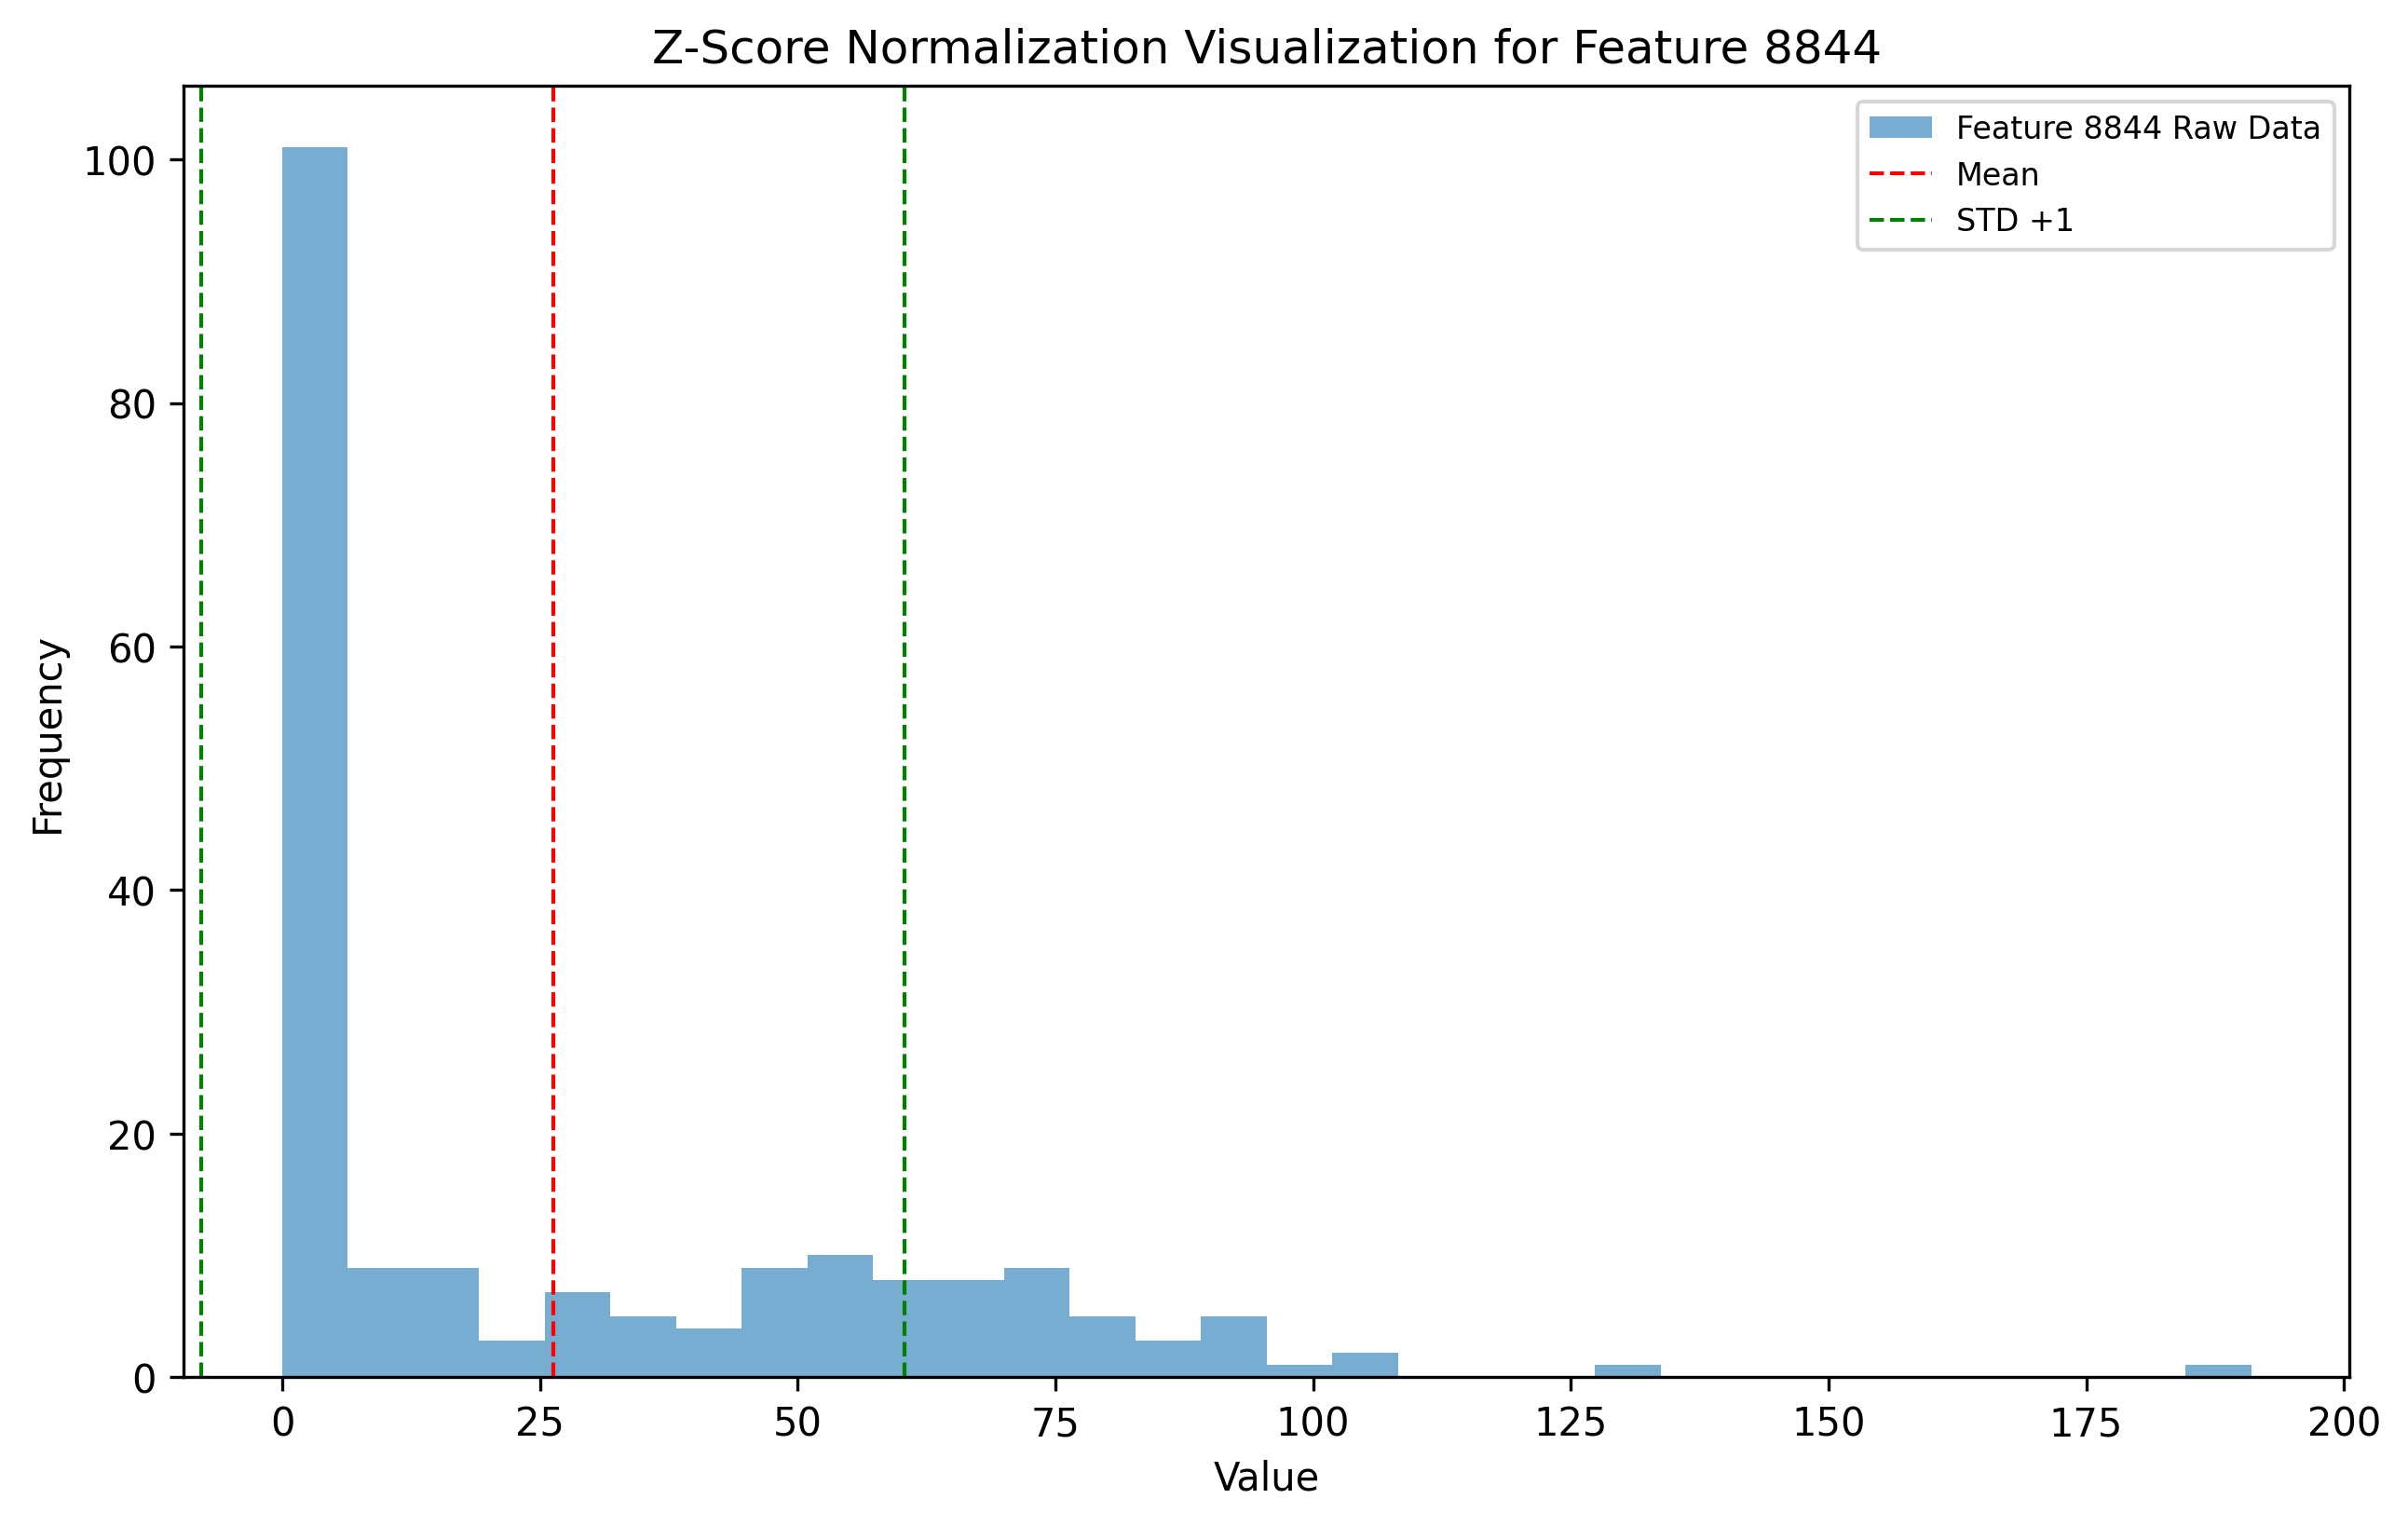 Z-Score Normalization Visualization for Feature 8844
Feature 8844 Raw Data
Mean
STD +1
100
80
60
40
20
0
Frequency
0 25 50 75 100 125 150 175 200
Value